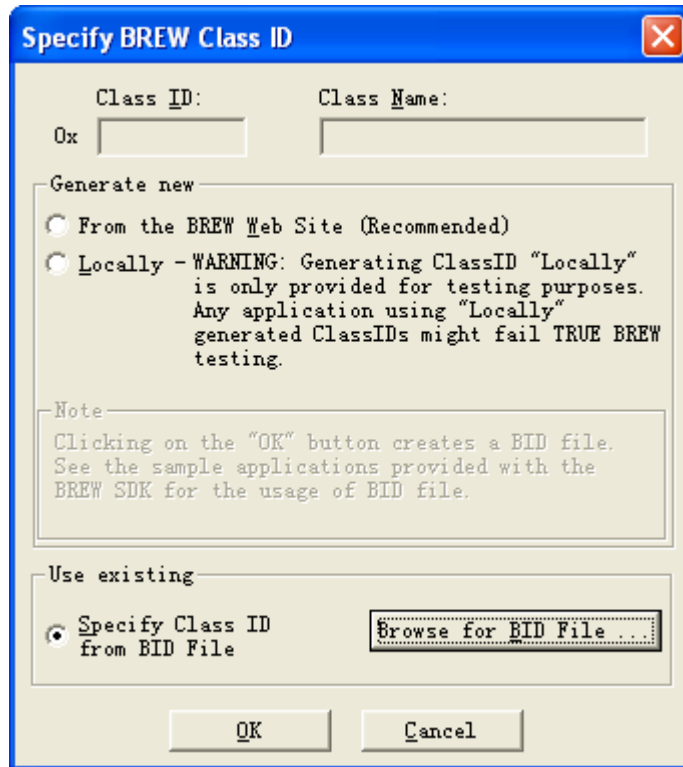 Specify BREW Class ID
Class ID: Class Name:
0x
Generate new
From the BREW Web Site (Recommended)
Locally - WARNING: Generating ClassID "Locally"
is only provided for testing purposes.
Any application using "Locally"
generated ClassIDs might fail TRUE BREW
testing.
Note
Clicking on the "OK" button creates a BID file.
See the sample applications provided with the
BREW SDK for the usage of BID file.
Use existing
Specify Class ID
from BID File
Browse for BID File ...
OK Cancel